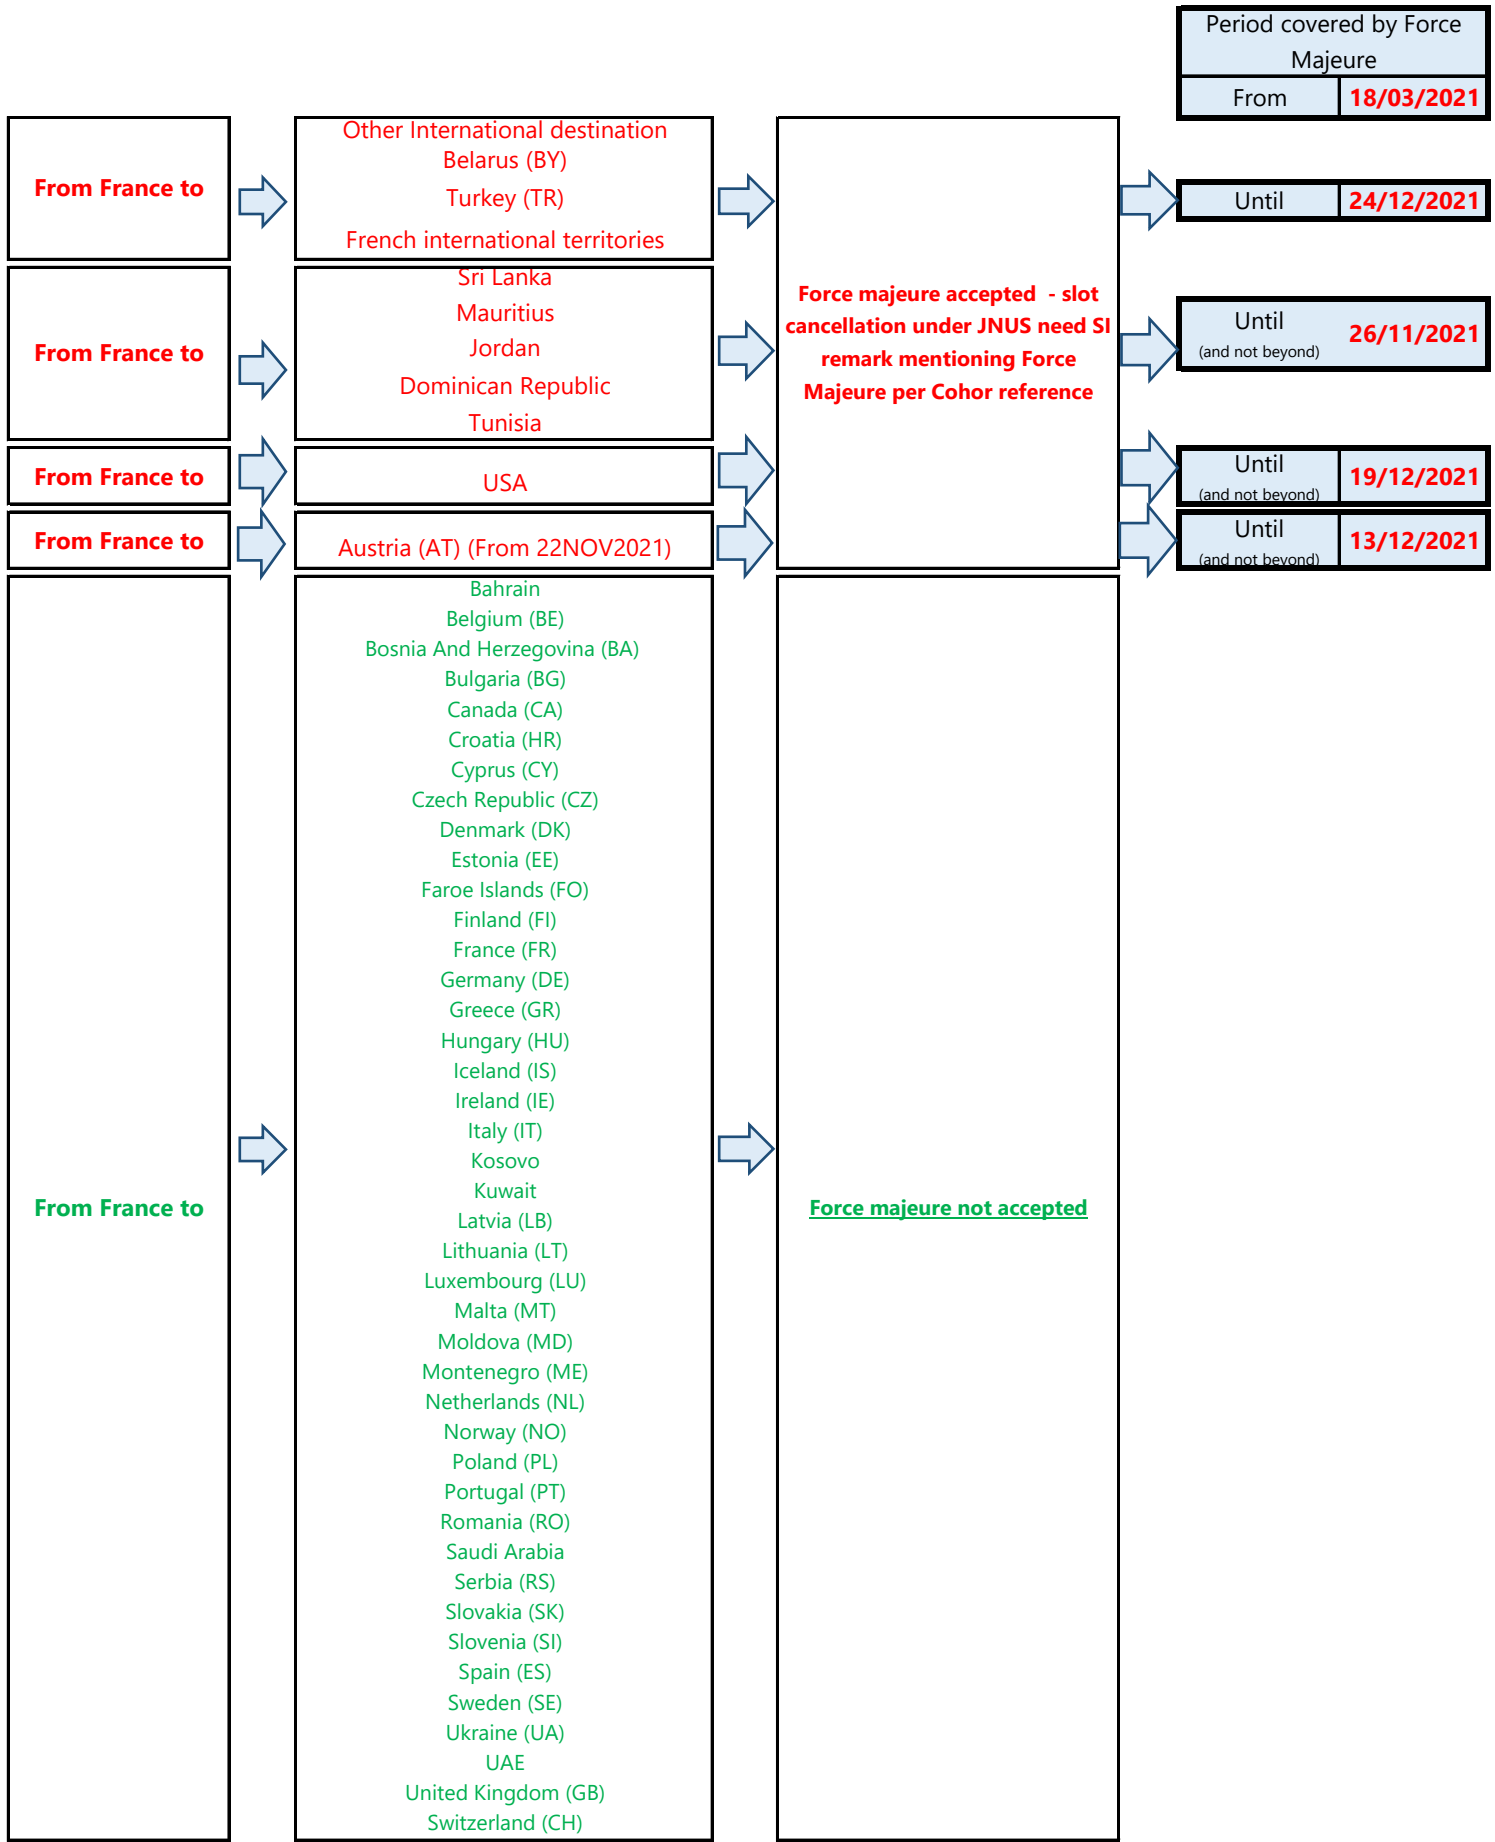 Period covered by Force
Majeure
From 18/03/2021
From France to
Other International destination
Belarus (BY)
Turkey (TR)
French international territories
Until 24/12/2021
From France to
Sri Lanka
Mauritius
Jordan
Dominican Republic
Tunisia
Force majeure accepted - slot
cancellation under JNUS need SI
remark mentioning Force
Majeure per Cohor reference
Until
(and not beyond)
26/11/2021
From France to
USA
Until
(and not beyond)
19/12/2021
From France to
Austria (AT) (From 22NOV2021)
Until
(and not beyond)
13/12/2021
From France to
Bahrain
Belgium (BE)
Bosnia And Herzegovina (BA)
Bulgaria (BG)
Canada (CA)
Croatia (HR)
Cyprus (CY)
Czech Republic (CZ)
Denmark (DK)
Estonia (EE)
Faroe Islands (FO)
Finland (FI)
France (FR)
Germany (DE)
Greece (GR)
Hungary (HU)
Iceland (IS)
Ireland (IE)
Italy (IT)
Kosovo
Kuwait
Latvia (LB)
Lithuania (LT)
Luxembourg (LU)
Malta (MT)
Moldova (MD)
Montenegro (ME)
Netherlands (NL)
Norway (NO)
Poland (PL)
Portugal (PT)
Romania (RO)
Saudi Arabia
Serbia (RS)
Slovakia (SK)
Slovenia (SI)
Spain (ES)
Sweden (SE)
Ukraine (UA)
UAE
United Kingdom (GB)
Switzerland (CH)
Force majeure not accepted